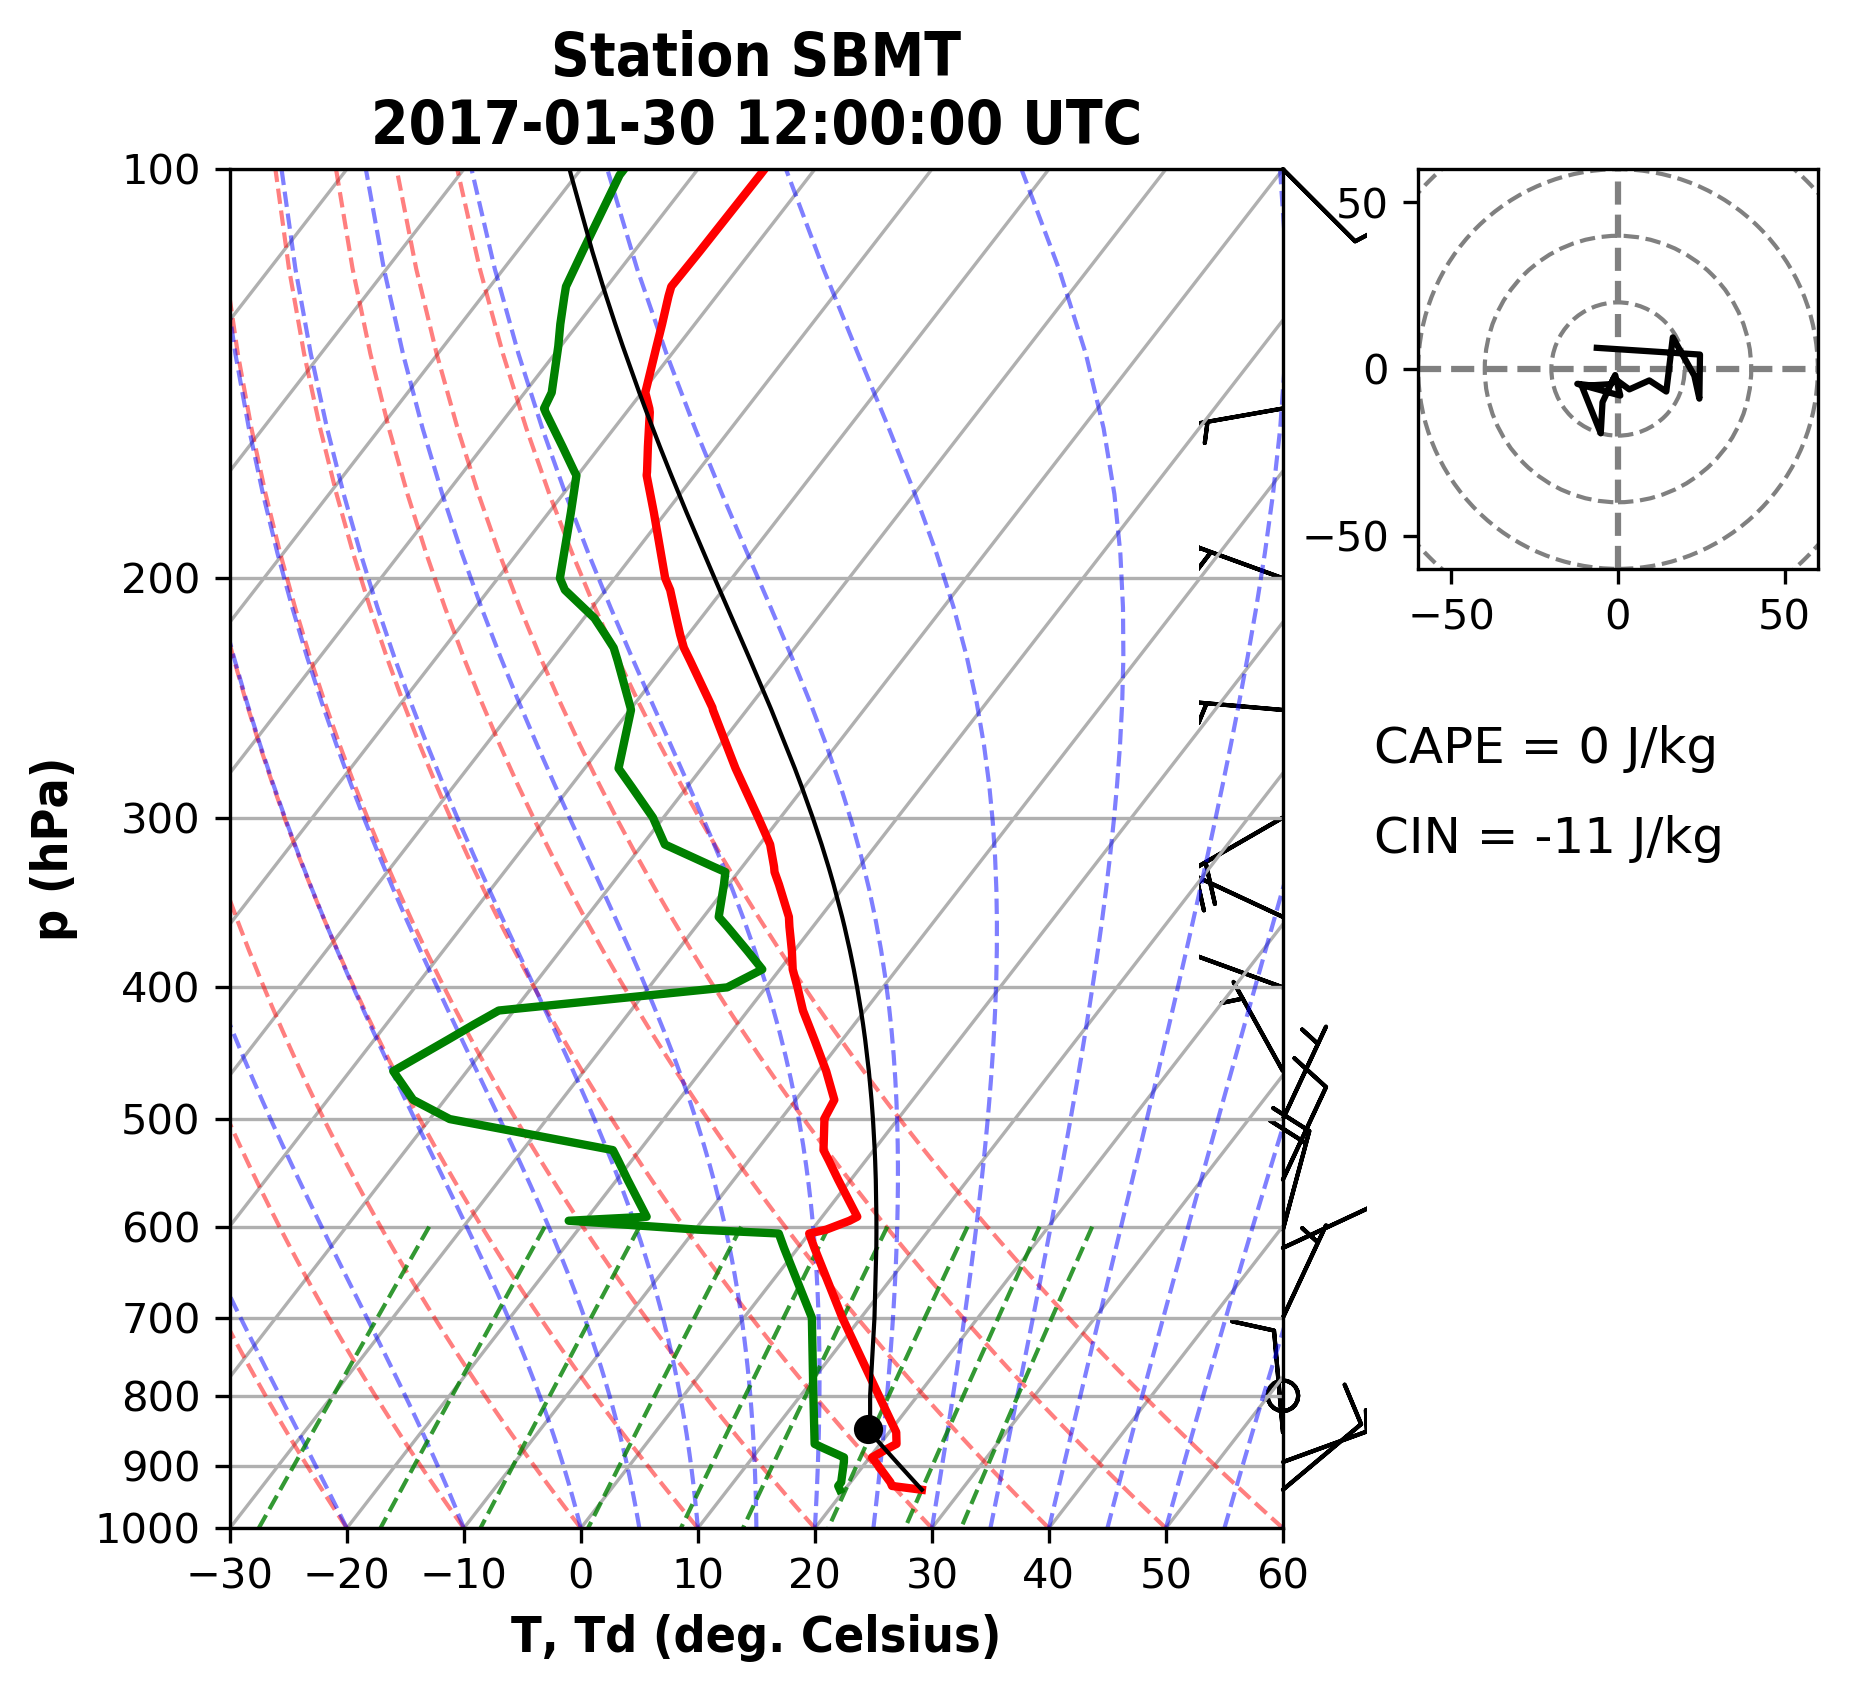 Station SBMT
2017-01-30 12:00:00 UTC
100
200
300
400
500
600
700
800
900
1000
p (hPa)
−30 −20 −10 0 10 20 30 40 50 60
T, Td (deg. Celsius)
50
0
−50
−50 0 50
CAPE = 0 J/kg
CIN = -11 J/kg